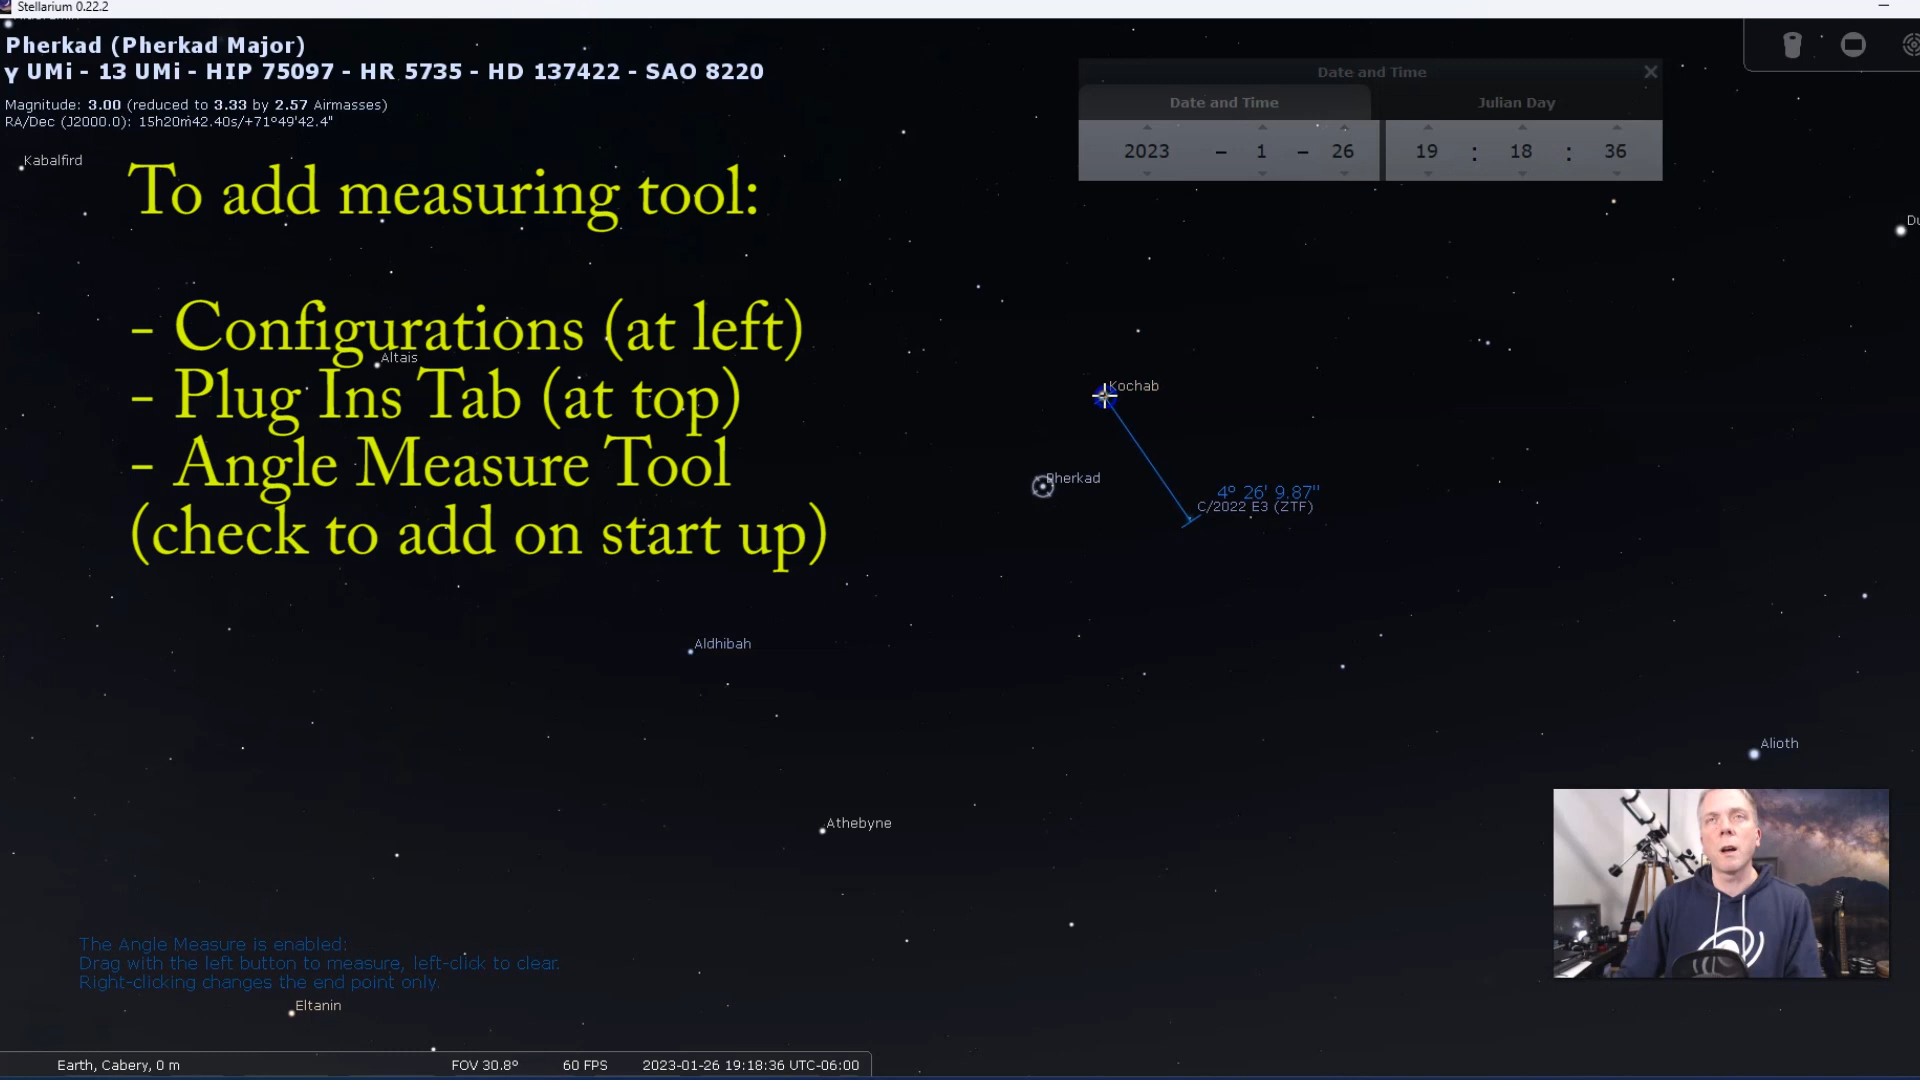 Stellarium 0.22.2
Pherkad (Pherkad Major)
γ UMi - 13 UMi - HIP 75097 - HR 5735 - HD 137422 - SAO 8220
Magnitude: 3.00 (reduced to 3.33 by 2.57 Airmasses)
RA/Dec (J2000.0): 15h20m42.40s/+71°49'42.4"
Date and Time
Date and Time
Julian Day
2023 - 1 - 26 19 : 18 : 36
Kabalfird
To add measuring tool:
- Configurations (at left)
Altais
- Plug Ins Tab (at top)
- Angle Measure Tool
(check to add on start up)
Du
Kochab
Pherkad
4° 26' 9.87"
C/2022 E3 (ZTF)
Aldhibah
Alioth
Athebyne
The Angle Measure is enabled:
Drag with the left button to measure, left-click to clear.
Right-clicking changes the end point only.
Eltanin
Earth, Cabery, 0 m
FOV 30.8°
60 FPS
2023-01-26 19:18:36 UTC-06:00